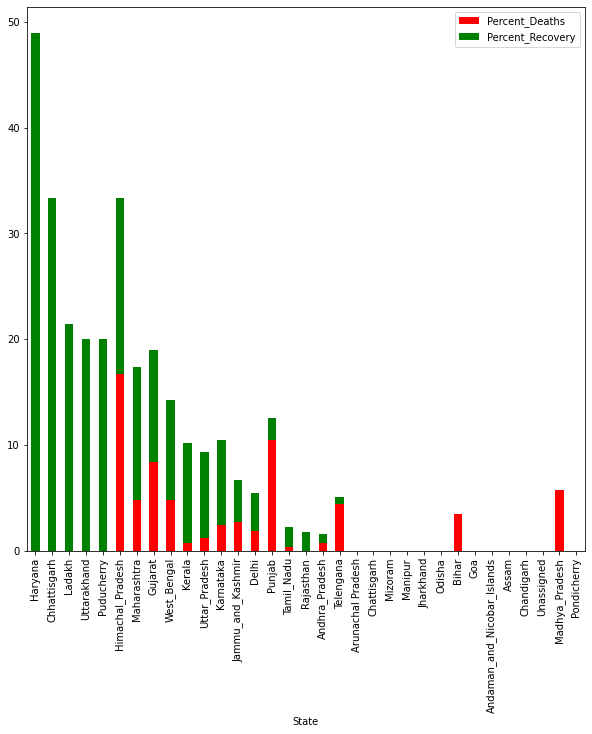 50
40
30
20
10
0
Percent_Deaths
Percent_Recovery
Haryana
Chhattisgarh
Ladakh
Uttarakhand
Puducherry
Himachal_Pradesh
Maharashtra
Gujarat
West_Bengal
Kerala
Uttar_Pradesh
Karnataka
Jammu_and_Kashmir
Delhi
Punjab
Tamil_Nadu
Rajasthan
Andhra_Pradesh
Telengana
Arunachal Pradesh
Chattisgarh
Mizoram
Manipur
Jharkhand
Odisha
Bihar
Goa
Andaman_and_Nicobar_Islands
Assam
Chandigarh
Unassigned
Madhya_Pradesh
Pondicherry
State